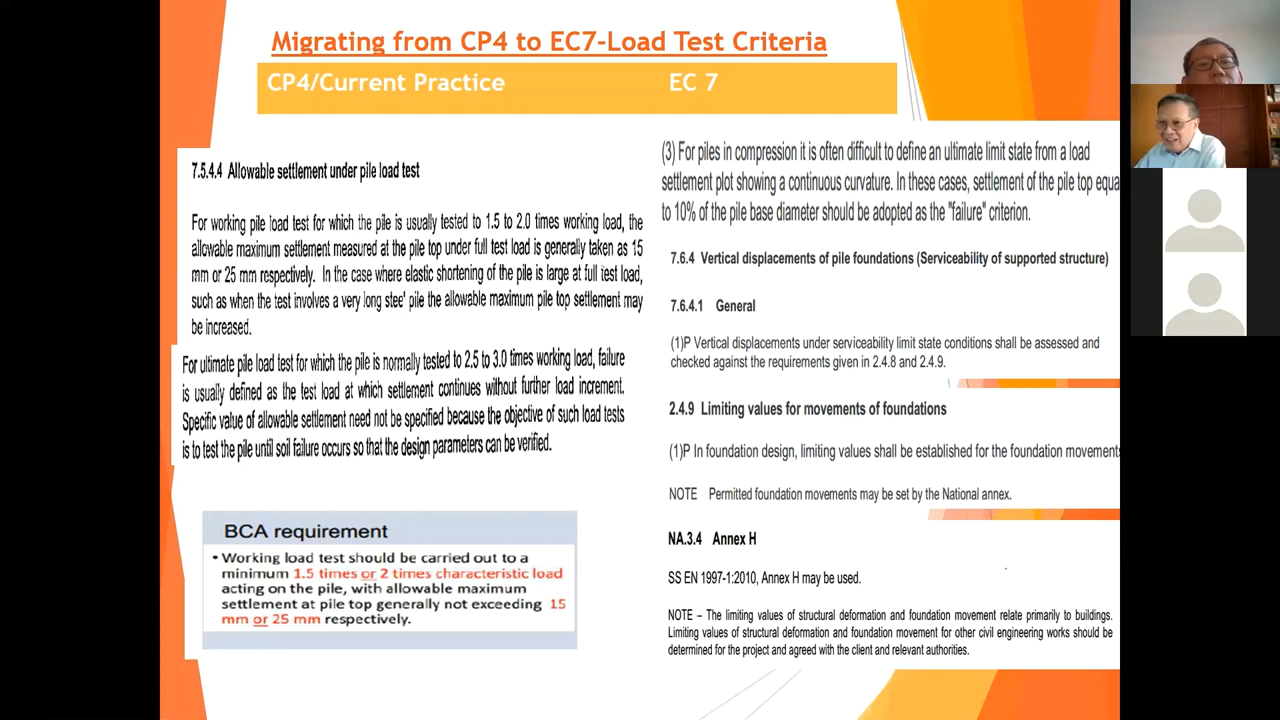 Migrating from CP4 to EC7-Load Test Criteria
CP4/Current Practice
EC 7
7.5.4.4 Allowable settlement under pile load test
For working pile load test for which the pile is usually tested to 1.5 to 2.0 times working load, the
allowable maximum settlement measured at the pile top under full test load is generally taken as 15
mm or 25 mm respectively. In the case where elastic shortening of the pile is large at full test load,
such as when the test involves a very long stee' pile the allowable maximum pile top settlement may
be increased.
For ultimate pile load test for which the pile is normally tested to 2.5 to 3.0 times working load, failure
is usually defined as the test load at which settlement continues without further load increment.
Specific value of allowable settlement need not be specified because the objective of such load tests
is to test the pile until soil failure occurs so that the design parameters can be verified.
BCA requirement
• Working load test should be carried out to a
minimum 1.5 times or 2 times characteristic load
acting on the pile, with allowable maximum
settlement at pile top generally not exceeding 15
mm or 25 mm respectively.
(3) For piles in compression it is often difficult to define an ultimate limit state from a load
settlement plot showing a continuous curvature. In these cases, settlement of the pile top equa
to 10% of the pile base diameter should be adopted as the "failure" criterion.
7.6.4 Vertical displacements of pile foundations (Serviceability of supported structure)
7.6.4.1 General
(1)P Vertical displacements under serviceability limit state conditions shall be assessed and
checked against the requirements given in 2.4.8 and 2.4.9.
2.4.9 Limiting values for movements of foundations
(1)P In foundation design, limiting values shall be established for the foundation movements
NOTE Permitted foundation movements may be set by the National annex.
NA.3.4 Annex H
SS EN 1997-1:2010, Annex H may be used.
NOTE – The limiting values of structural deformation and foundation movement relate primarily to buildings.
Limiting values of structural deformation and foundation movement for other civil engineering works should be
determined for the project and agreed with the client and relevant authorities.